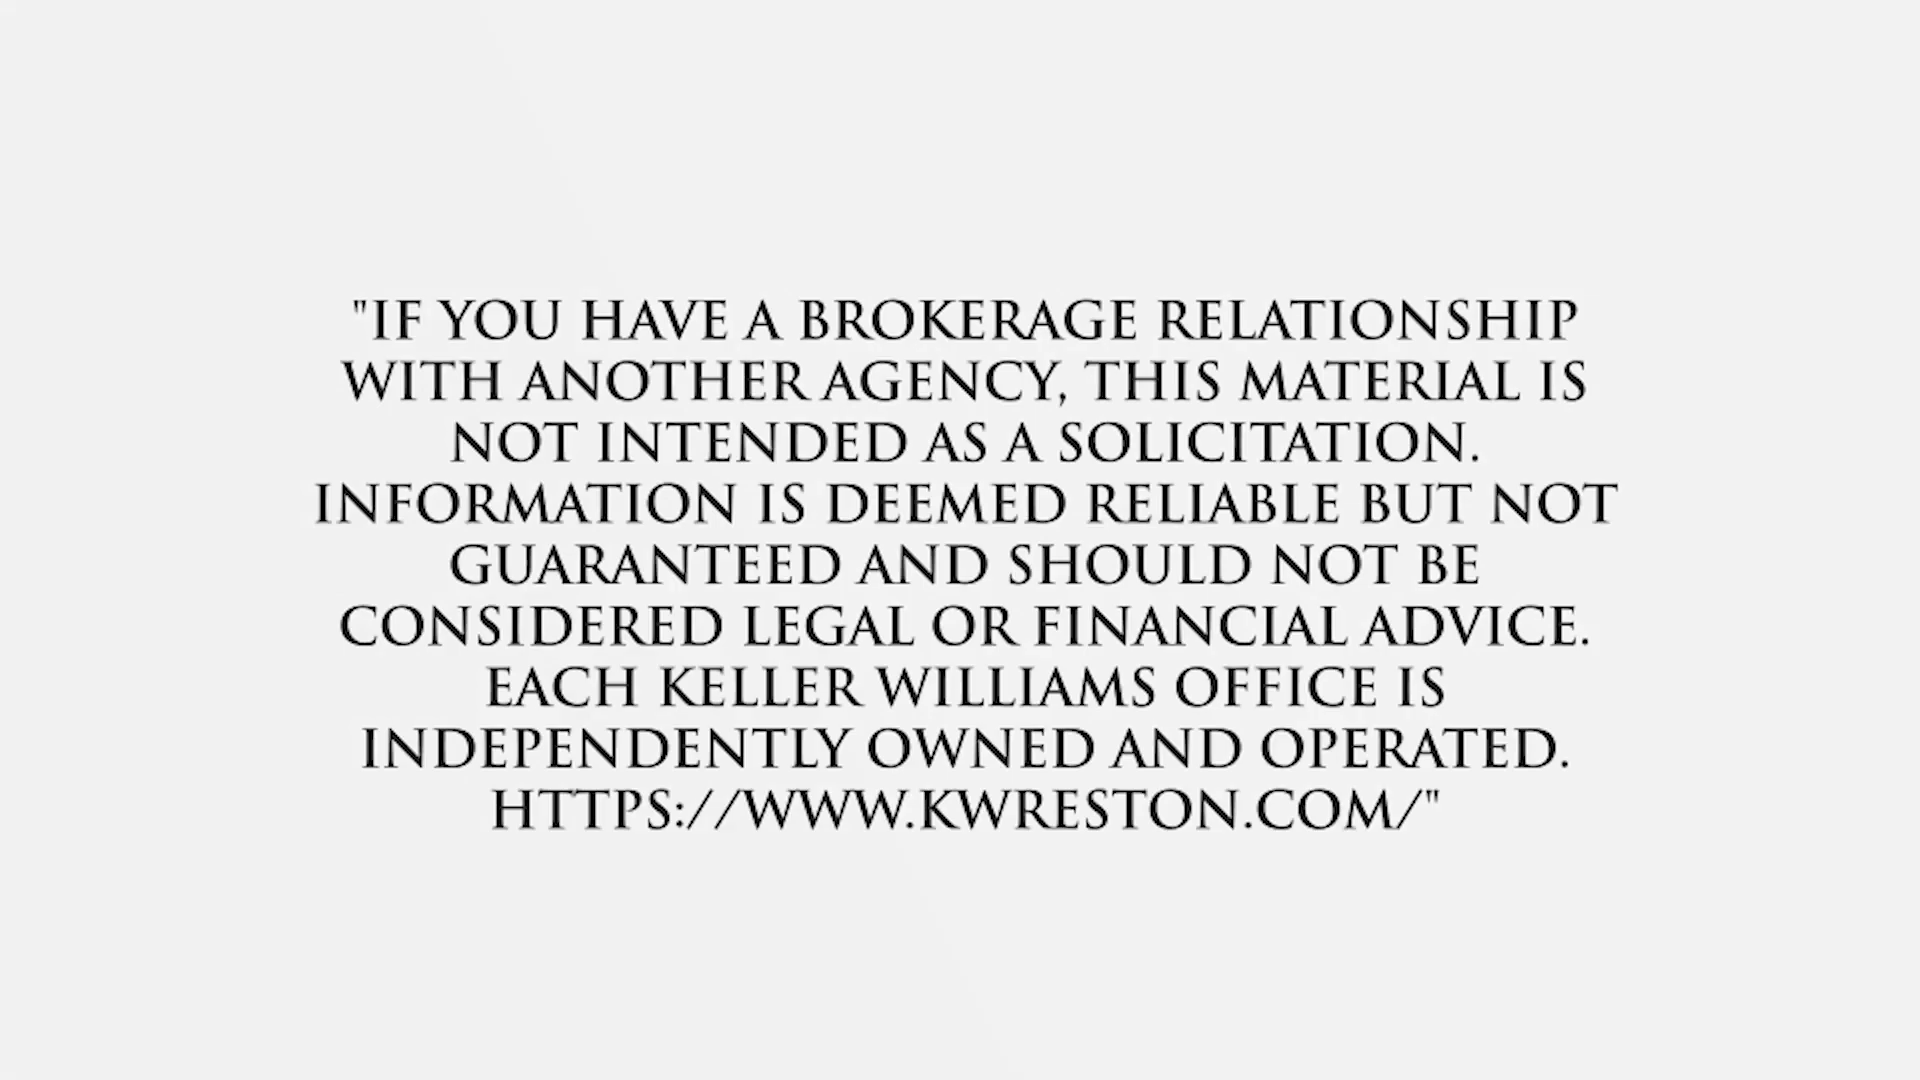 "IF YOU HAVE A BROKERAGE RELATIONSHIP
WITH ANOTHER AGENCY, THIS MATERIAL IS
NOT INTENDED AS A SOLICITATION.
INFORMATION IS DEEMED RELIABLE BUT NOT
GUARANTEED AND SHOULD NOT BE
CONSIDERED LEGAL OR FINANCIAL ADVICE.
EACH KELLER WILLIAMS OFFICE IS
INDEPENDENTLY OWNED AND OPERATED.
HTTPS://WWW.KWRESTON.COM/"